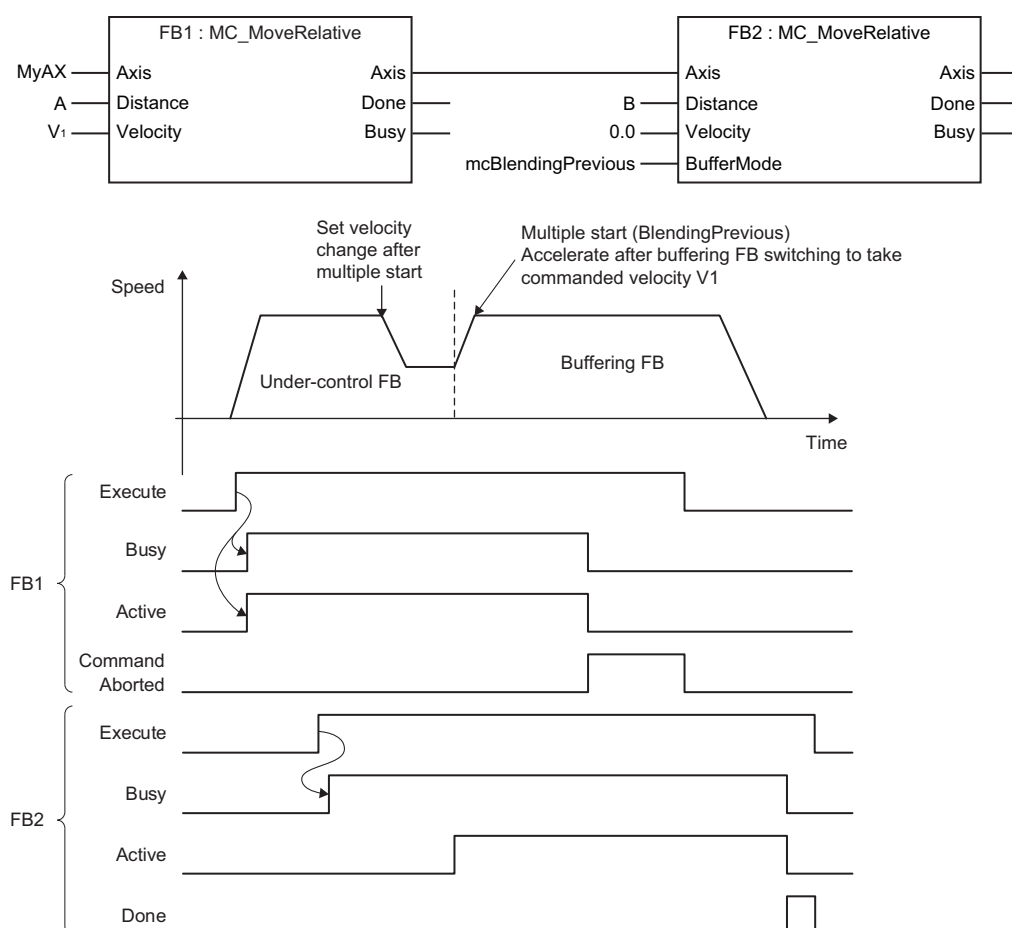 FB1 : MC_MoveRelative
MyAX
Axis
Axis
A
Distance
Done
V1
Velocity
Busy
FB2 : MC_MoveRelative
Axis
Axis
B
Distance
Done
0.0
Velocity
Busy
mcBlendingPrevious
BufferMode
Set velocity
change after
multiple start
Multiple start (BlendingPrevious)
Accelerate after buffering FB switching to take
commanded velocity V1
Speed
Under-control FB
Buffering FB
Time
FB1
Execute
Busy
Active
Command
Aborted
FB2
Execute
Busy
Active
Done